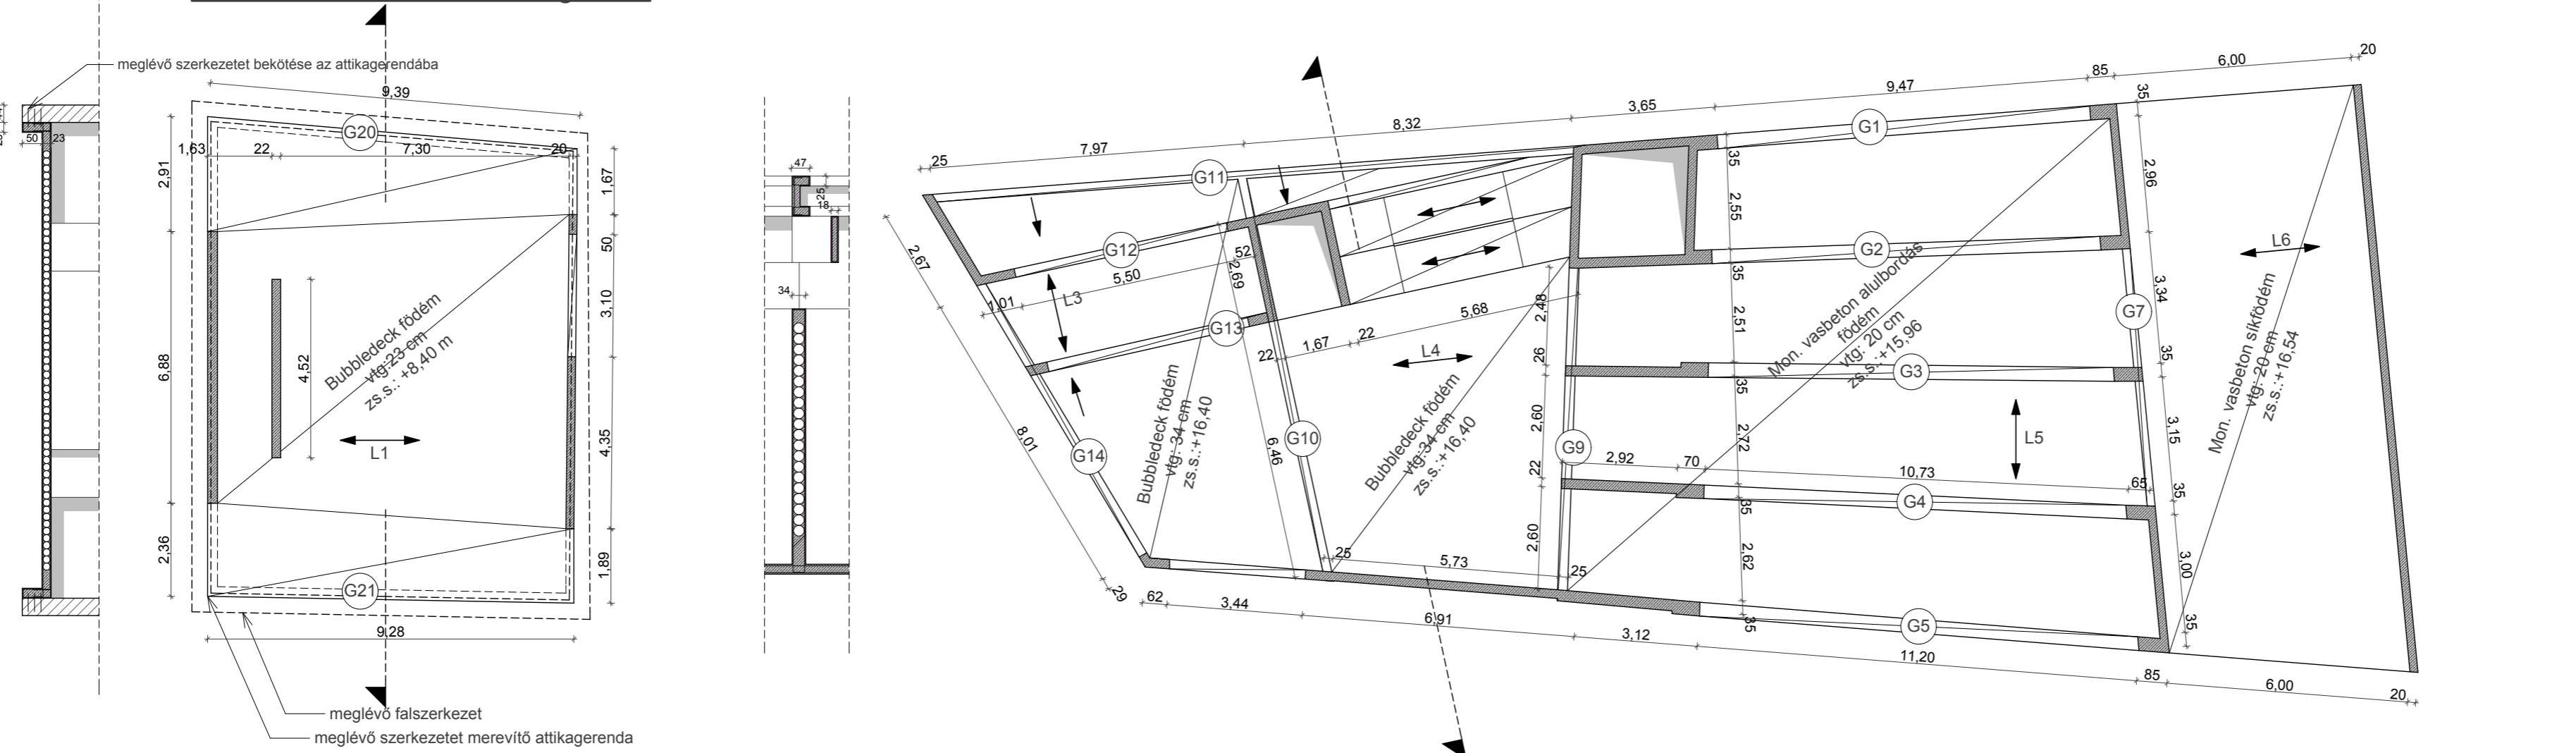 meglévő szerkezetet bekötése az attikagerendába
50
23
9,39
G20
1,63
22
7,30
20
2,91
1,67
50
3,10
6,88
4,52
Bubbledeck födém
vtg:23 cm
zs.s.: +8,40 m
L1
4,35
2,36
1,89
G21
9,28
meglévő falszerkezet
meglévő szerkezetet merevítő attikagerenda
47
25
18
34
25
7,97
8,32
3,65
9,47
85
6,00
20
G11
G1
35
35
2,96
2,67
G12
52
5,50
2,69
1,01
L3
G13
2,55
G2
35
L6
3,34
G7
22
1,67
22
5,68
2,48
L4
26
2,51
Mon. vasbeton alulbordás
födém
vtg: 20 cm
zs.s.:+15,96
G3
35
35
Mon. vasbeton síkfödém
vtg: 20 cm
zs.s.:+16,54
8,01
G14
Bubbledeck födém
vtg: 34 cm
zs.s.:+16,40
6,46
G10
Bubbledeck födém
vtg:34 cm
zs.s.:+16,40
2,60
G9
22
2,92
70
2,72
L5
10,73
65
3,15
35
G4
35
2,60
2,62
3,00
25
5,73
25
29
62
3,44
6,91
3,12
35
G5
35
11,20
85
6,00
20